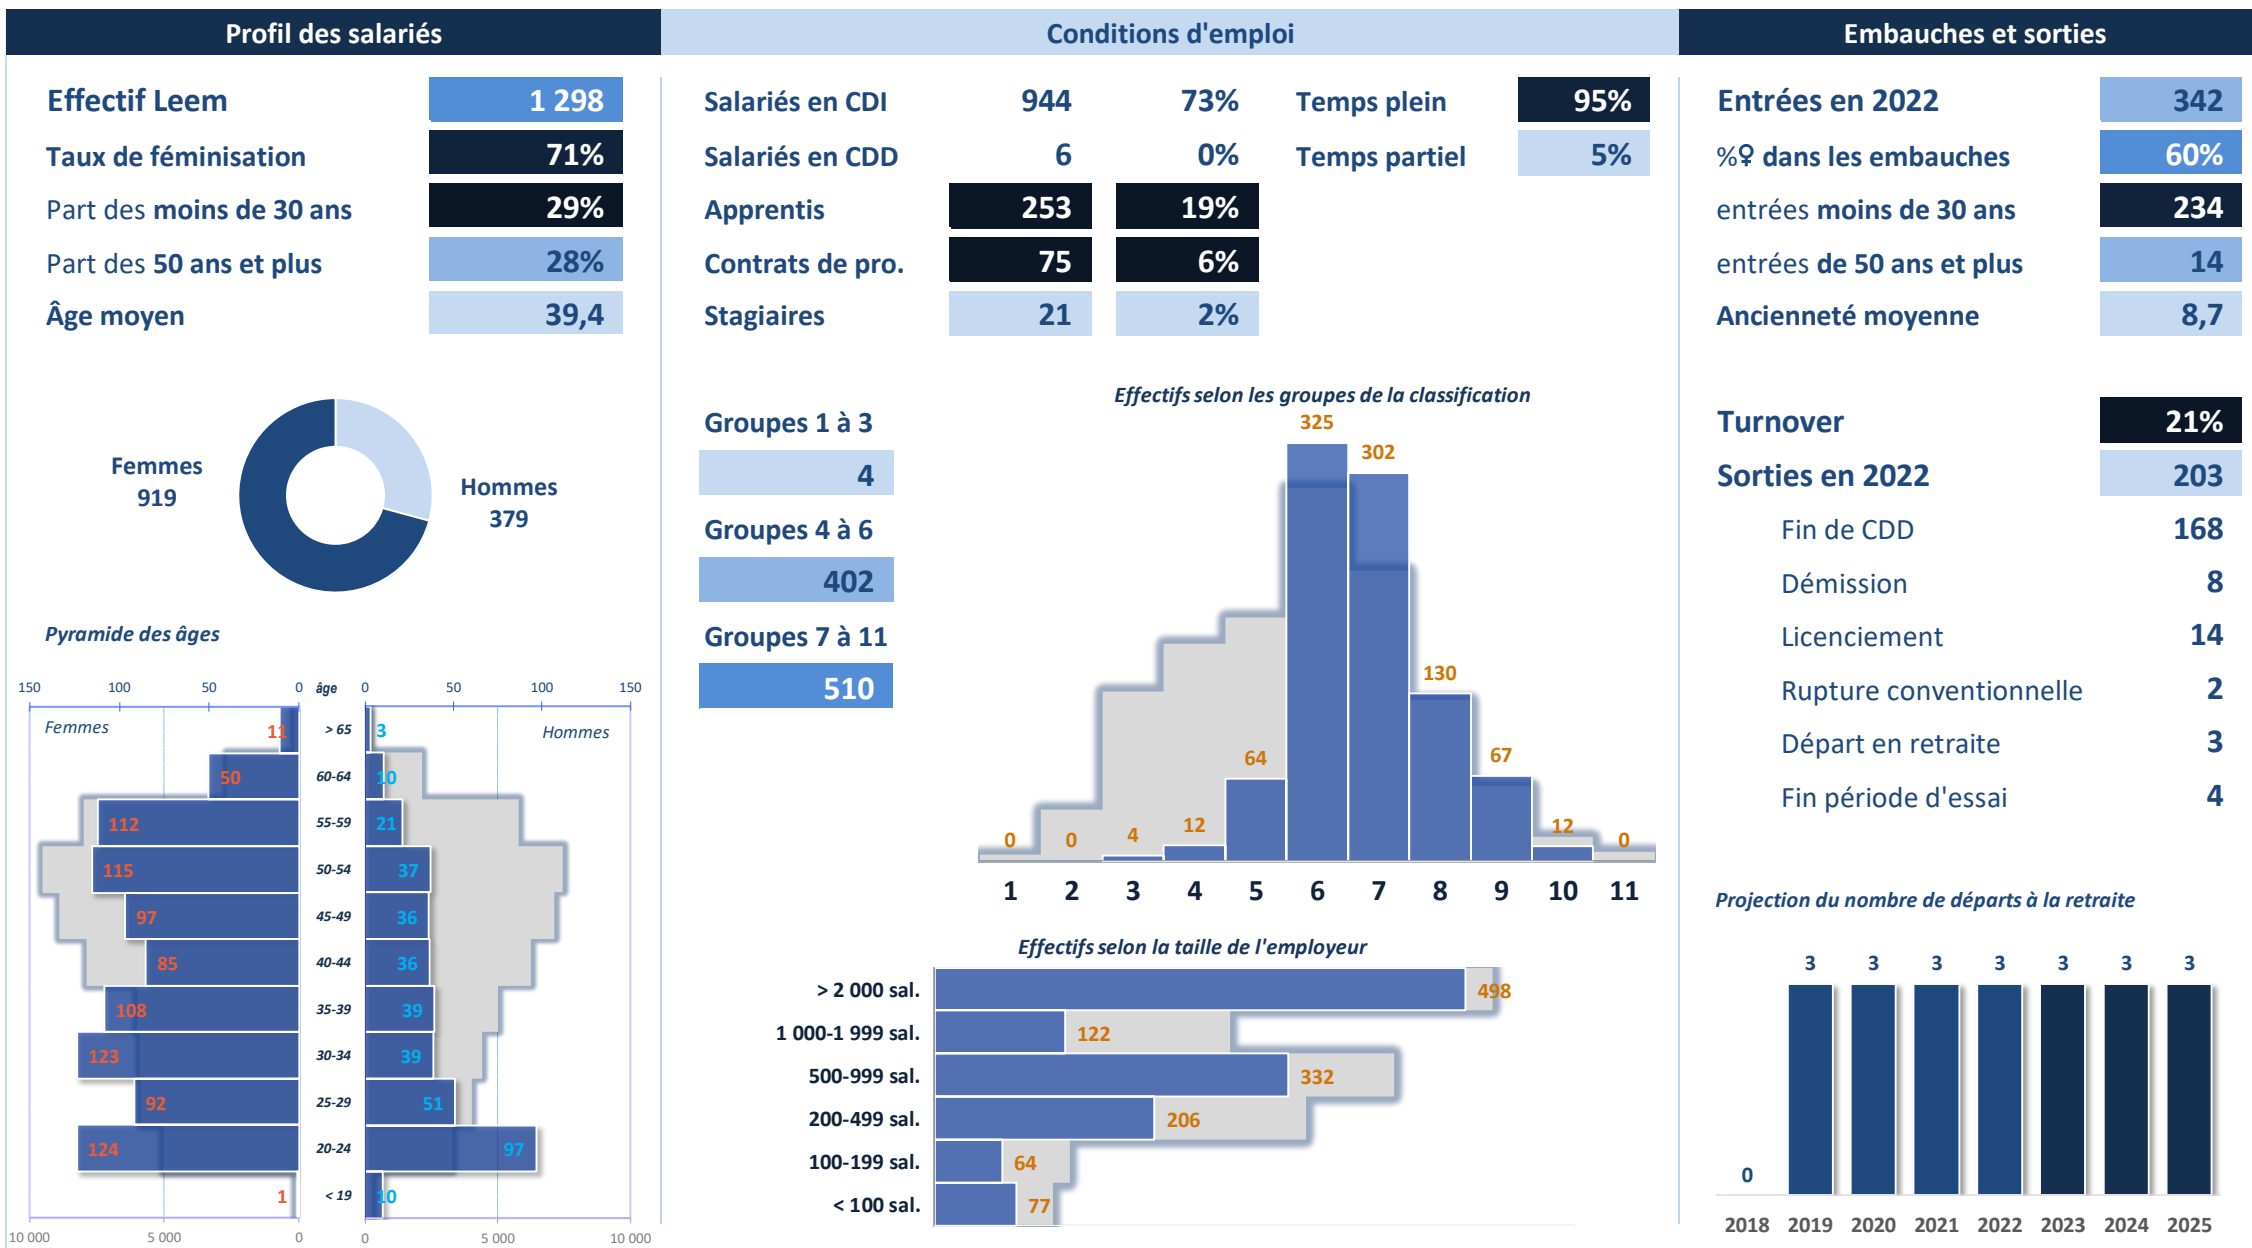 Profil des salariés
Effectif Leem 1 298
Taux de féminisation 71%
Part des moins de 30 ans 29%
Part des 50 ans et plus 28%
Âge moyen 39,4
Femmes
919
Hommes
379
Pyramide des âges
150 100 50 0 âge 0 50 100 150
Femmes Hommes
11 > 65 3
50 60-64 10
112 55-59 21
115 50-54 37
97 45-49 36
85 40-44 36
108 35-39 39
123 30-34 39
92 25-29 51
124 20-24 97
1 < 19 10
10 000 5 000 0 0 5 000 10 000
Conditions d'emploi
Salariés en CDI 944 73% Temps plein 95%
Salariés en CDD 6 0% Temps partiel 5%
Apprentis 253 19%
Contrats de pro. 75 6%
Stagiaires 21 2%
Groupes 1 à 3
4
Groupes 4 à 6
402
Groupes 7 à 11
510
Effectifs selon les groupes de la classification
0 0 4 12 64 325 302 130 67 12 0
1 2 3 4 5 6 7 8 9 10 11
Effectifs selon la taille de l'employeur
> 2 000 sal. 498
1 000-1 999 sal. 122
500-999 sal. 332
200-499 sal. 206
100-199 sal. 64
< 100 sal. 77
Embauches et sorties
Entrées en 2022 342
%♀ dans les embauches 60%
entrées moins de 30 ans 234
entrées de 50 ans et plus 14
Ancienneté moyenne 8,7
Turnover 21%
Sorties en 2022 203
Fin de CDD 168
Démission 8
Licenciement 14
Rupture conventionnelle 2
Départ en retraite 3
Fin période d'essai 4
Projection du nombre de départs à la retraite
0 3 3 3 3 3 3 3
2018 2019 2020 2021 2022 2023 2024 2025